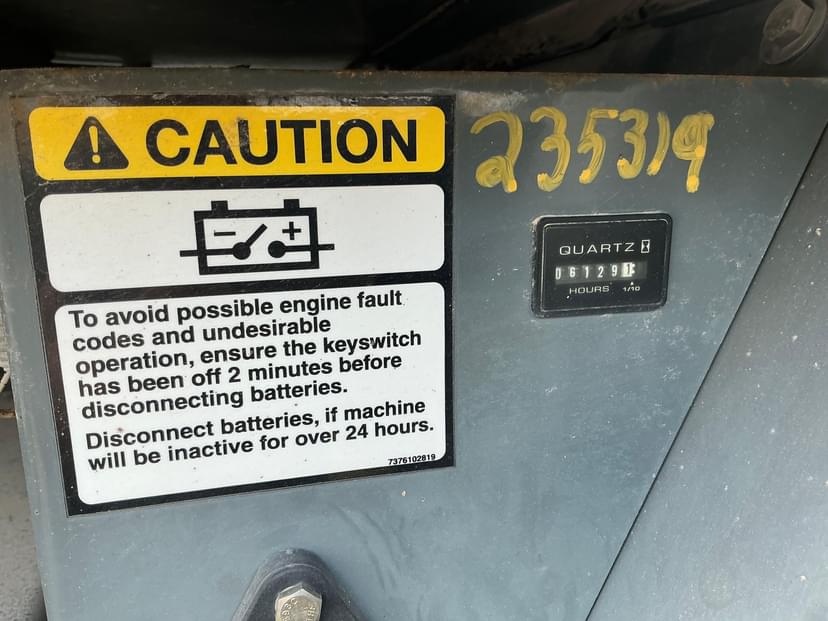 CAUTION
235319
- +
QUARTZ
06129
HOURS 1/10
To avoid possible engine fault
codes and undesirable
operation, ensure the keyswitch
has been off 2 minutes before
disconnecting batteries.
Disconnect batteries, if machine
will be inactive for over 24 hours.
7376102819